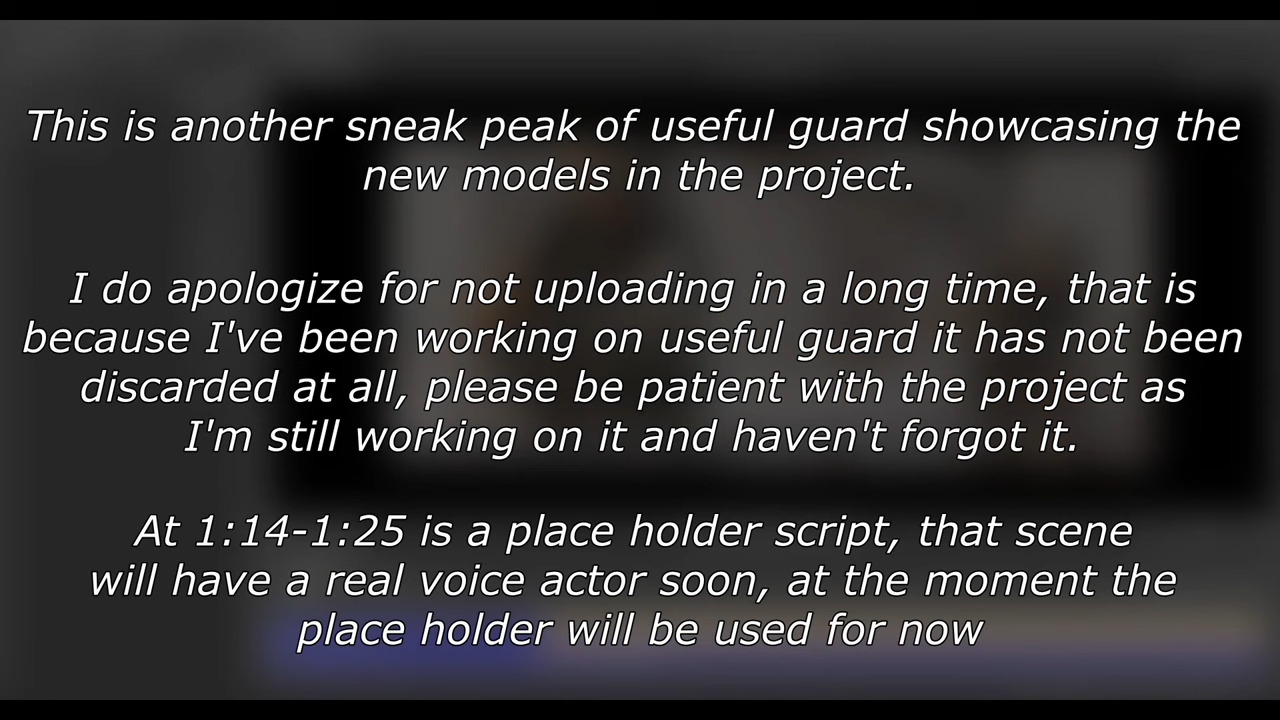 This is another sneak peak of useful guard showcasing the
new models in the project.
I do apologize for not uploading in a long time, that is
because I've been working on useful guard it has not been
discarded at all, please be patient with the project as
I'm still working on it and haven't forgot it.
At 1:14-1:25 is a place holder script, that scene
will have a real voice actor soon, at the moment the
place holder will be used for now